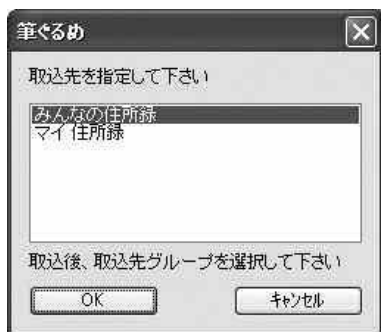 筆ぐるめ
取込先を指定して下さい
みんなの住所録
マイ 住所録
取込後、取込先グループを選択して下さい
OK
ｷｬﾝｾﾙ